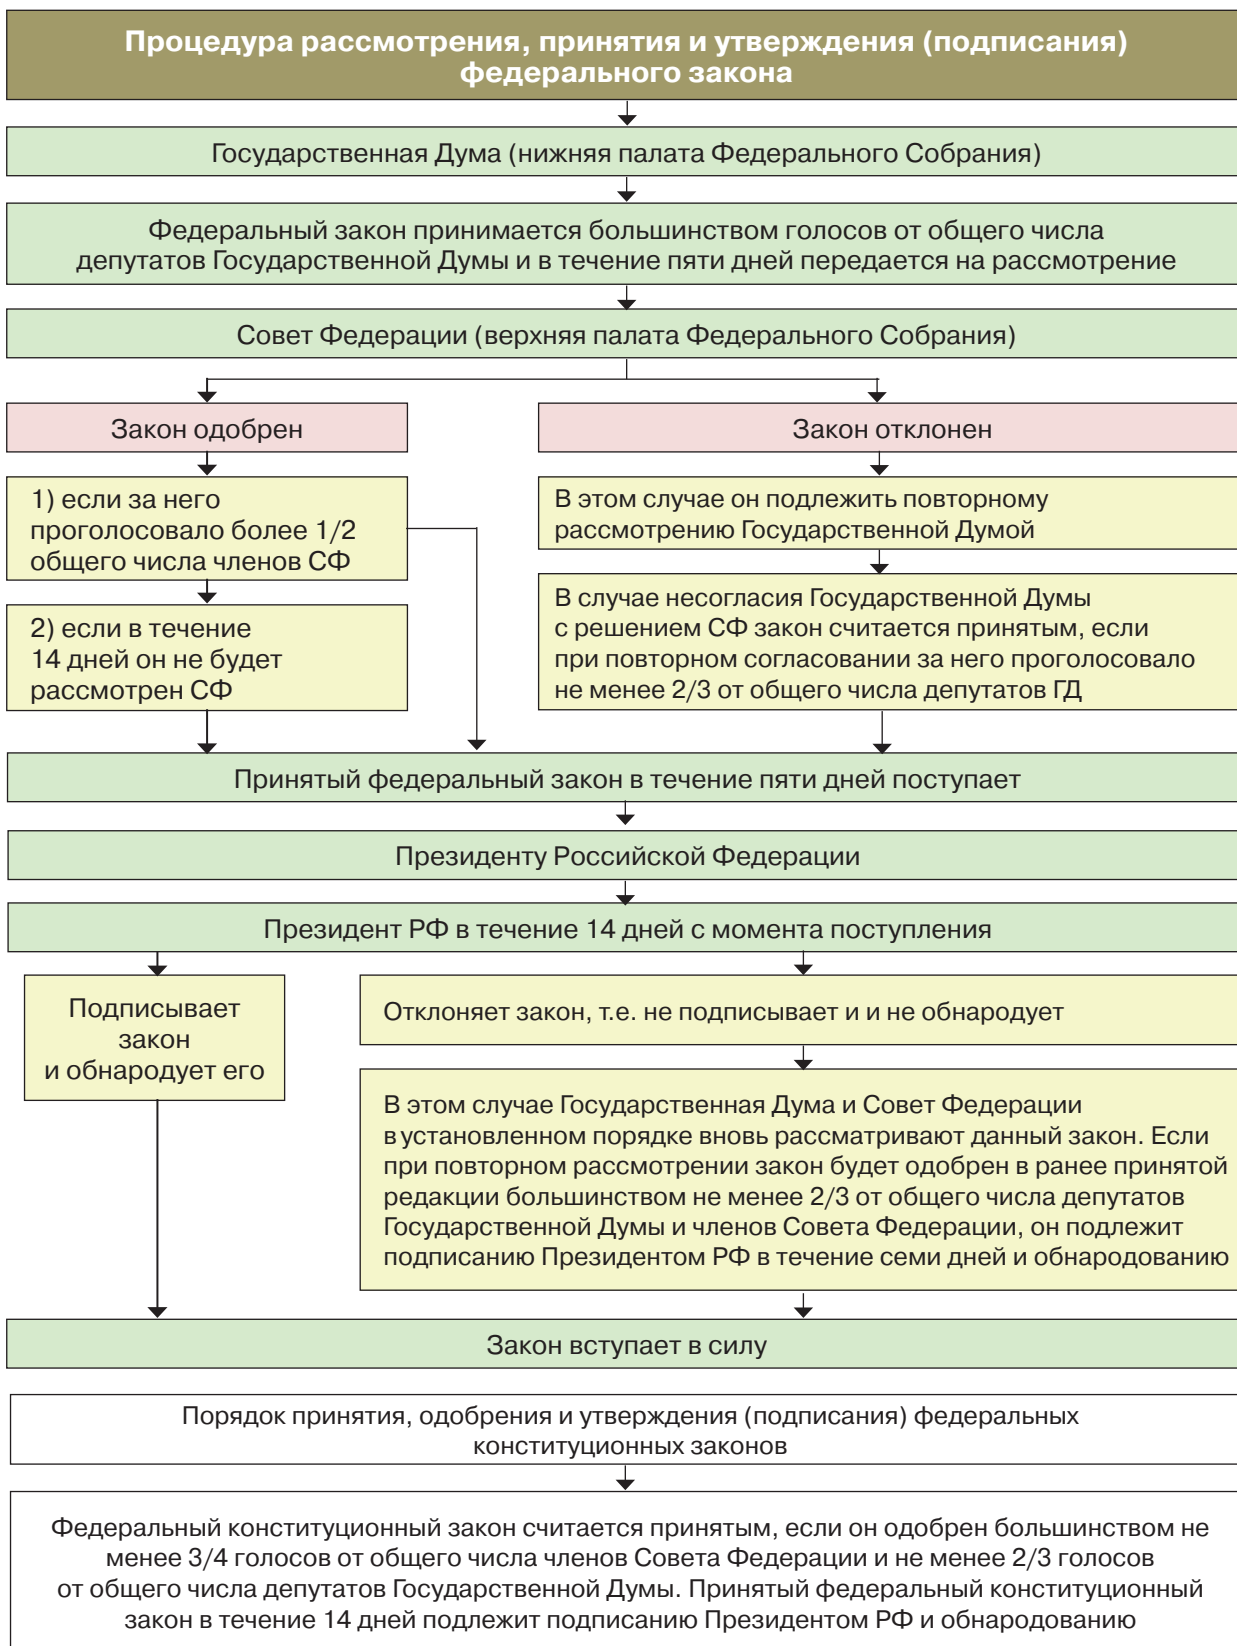 Процедура рассмотрения, принятия и утверждения (подписания)
федерального закона
Государственная Дума (нижняя палата Федерального Собрания)
Федеральный закон принимается большинством голосов от общего числа
депутатов Государственной Думы и в течение пяти дней передается на рассмотрение
Совет Федерации (верхняя палата Федерального Собрания)
Закон одобрен
1) если за него
проголосовало более 1/2
общего числа членов СФ
2) если в течение
14 дней он не будет
рассмотрен СФ
Закон отклонен
В этом случае он подлежить повторному
рассмотрению Государственной Думой
В случае несогласия Государственной Думы
с решением СФ закон считается принятым, если
при повторном согласовании за него проголосовало
не менее 2/3 от общего числа депутатов ГД
Принятый федеральный закон в течение пяти дней поступает
Президенту Российской Федерации
Президент РФ в течение 14 дней с момента поступления
Подписывает
закон
и обнародует его
Отклоняет закон, т.е. не подписывает и и не обнародует
В этом случае Государственная Дума и Совет Федерации
в установленном порядке вновь рассматривают данный закон. Если
при повторном рассмотрении закон будет одобрен в ранее принятой
редакции большинством не менее 2/3 от общего числа депутатов
Государственной Думы и членов Совета Федерации, он подлежит
подписанию Президентом РФ в течение семи дней и обнародованию
Закон вступает в силу
Порядок принятия, одобрения и утверждения (подписания) федеральных
конституционных законов
Федеральный конституционный закон считается принятым, если он одобрен большинством не
менее 3/4 голосов от общего числа членов Совета Федерации и не менее 2/3 голосов
от общего числа депутатов Государственной Думы. Принятый федеральный конституционный
закон в течение 14 дней подлежит подписанию Президентом РФ и обнародованию